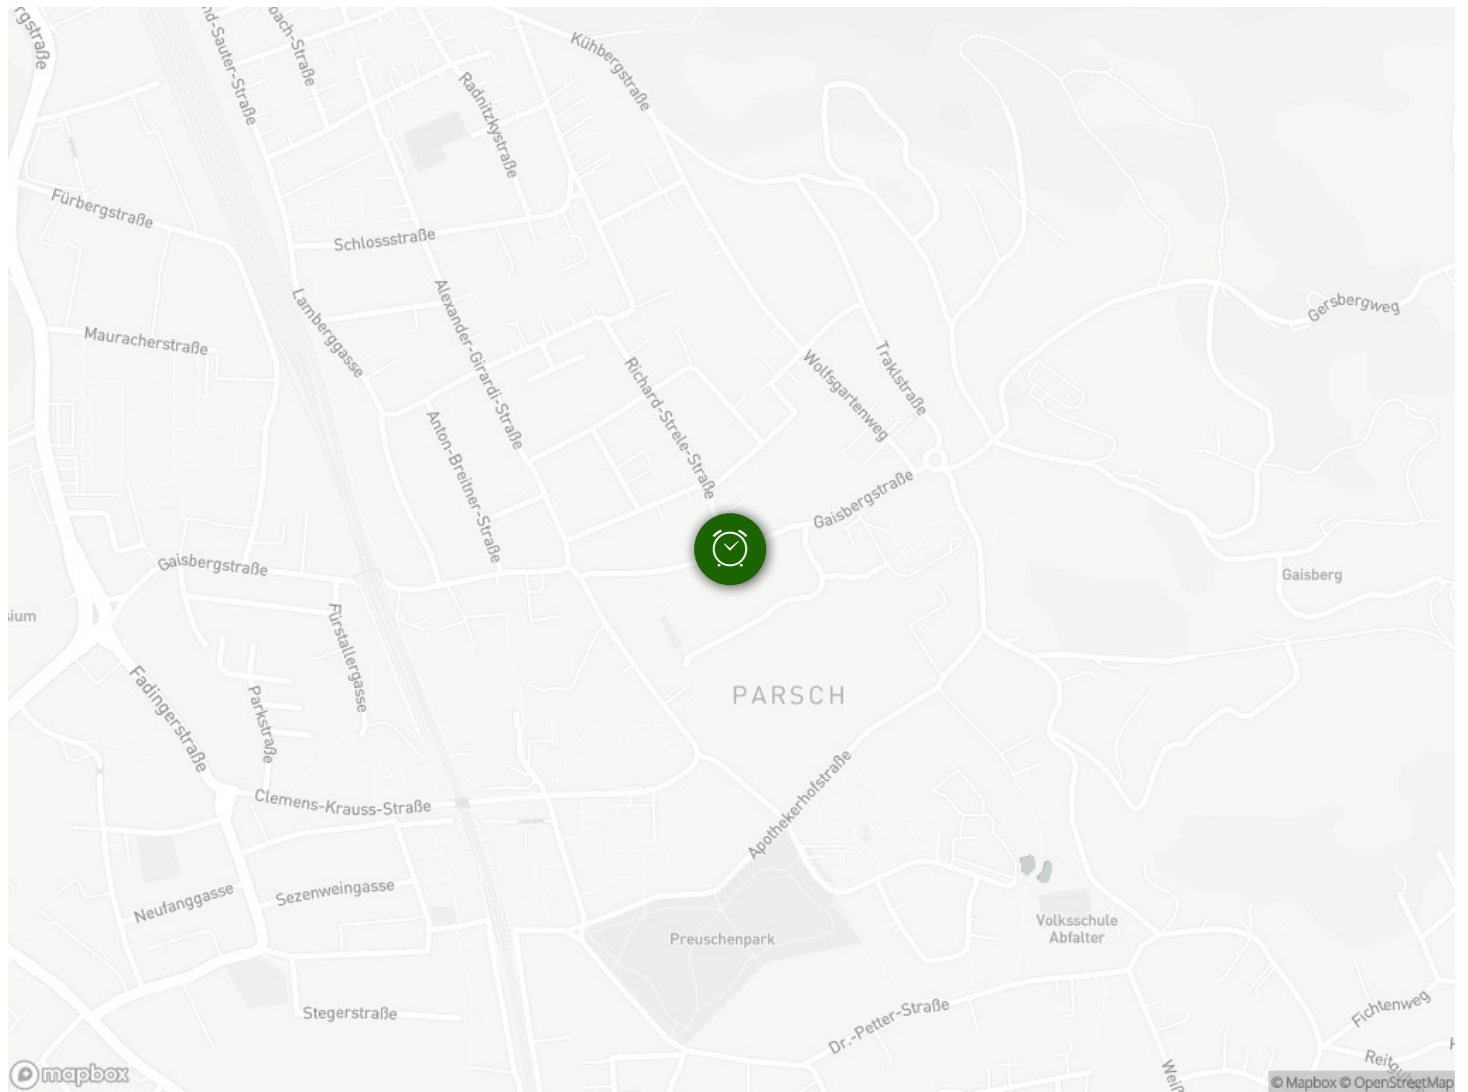 Kühbergstraße
Radnitzkystraße
Fürbergstraße
Schlossstraße
Lamberggasse
Alexander-Girardi-Straße
Mauracherstraße
Gersbergweg
Richard-Strele-Straße
Wolfsgartenweg
Traklstraße
Anton-Breitner-Straße
Gaisbergstraße
Gaisbergstraße
Gaisberg
Fürstallergasse
Fadingerstraße
Parkstraße
PARSCH
Clemens-Krauss-Straße
Apothekerhofstraße
Neufanggasse
Sezenweingasse
Preuschenpark
Volksschule
Abfalter
Stegerstraße
Dr.-Petter-Straße
Fichtenweg
mapbox
© Mapbox © OpenStreetMap